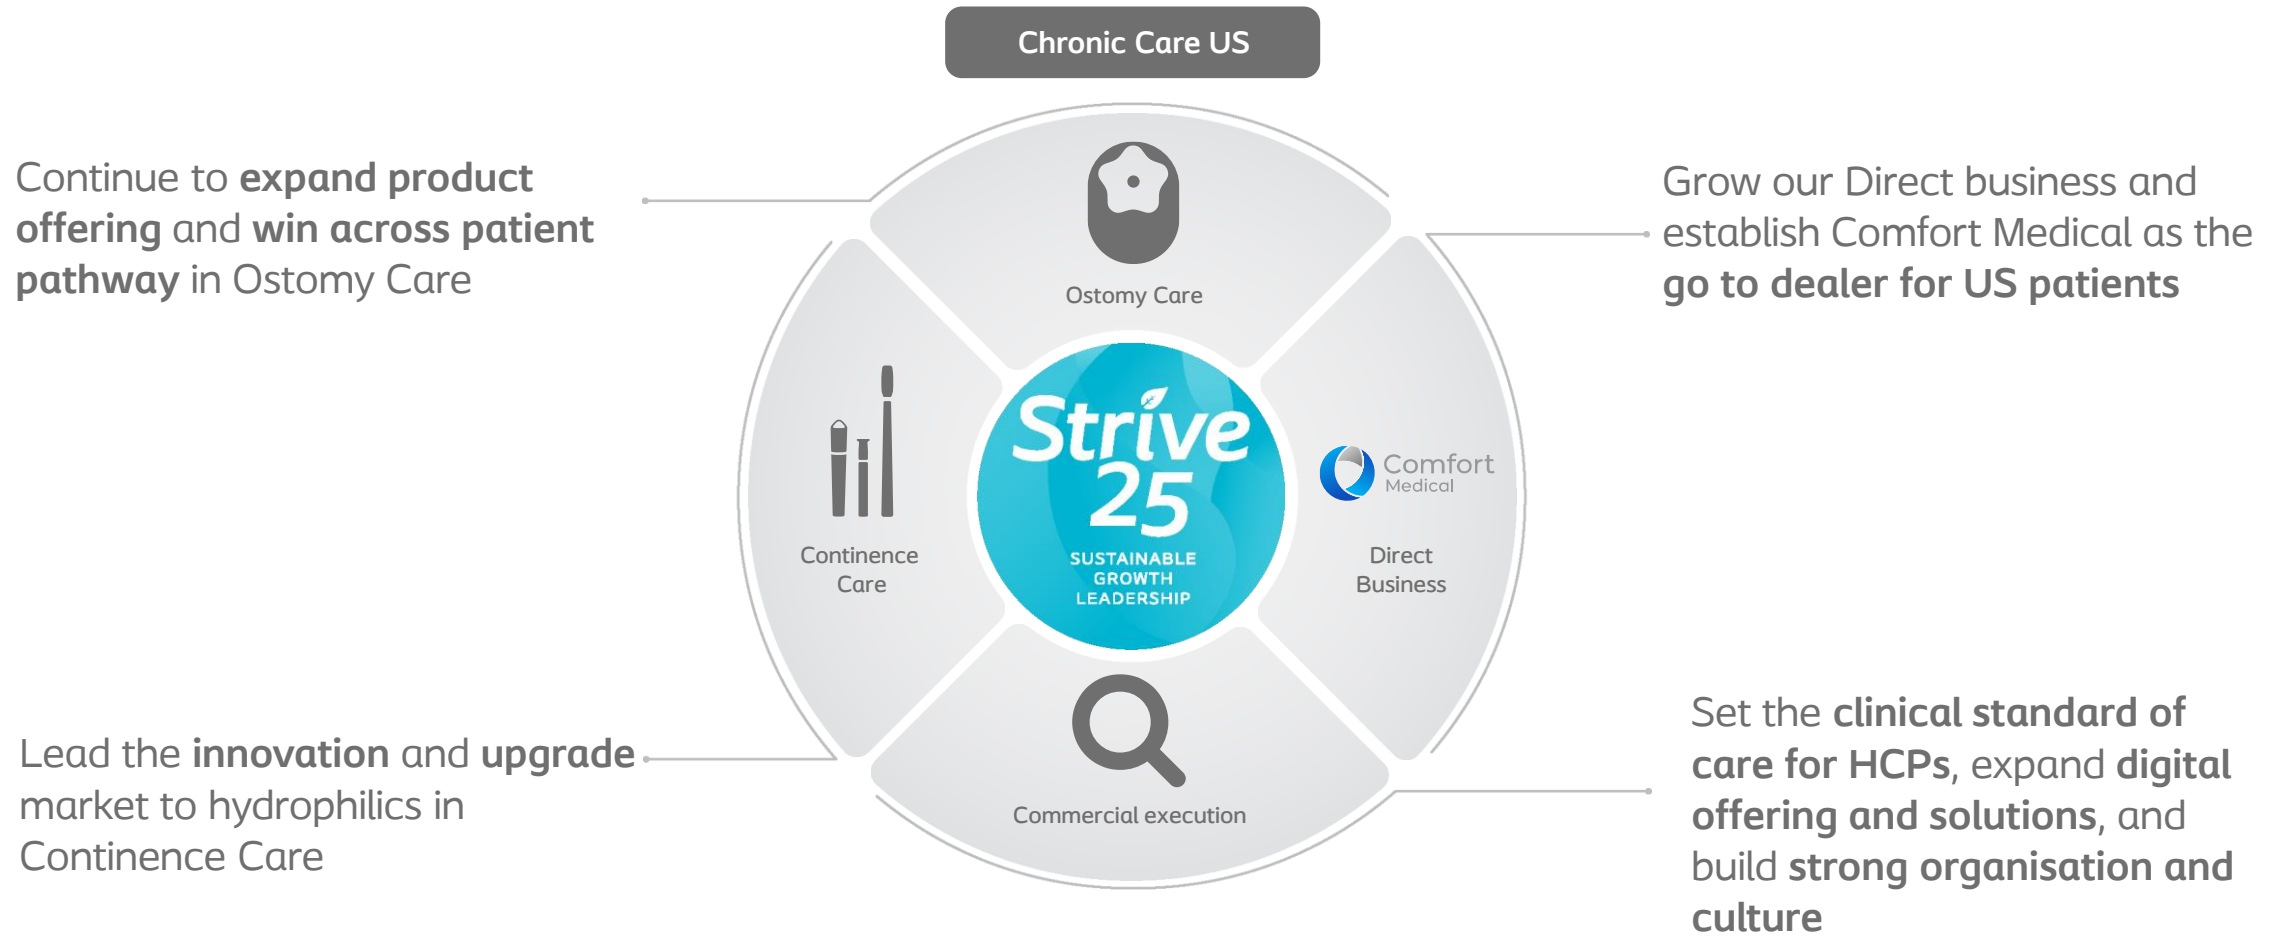 Chronic Care US
Continue to expand product
offering and win across patient
pathway in Ostomy Care
Grow our Direct business and
establish Comfort Medical as the
go to dealer for US patients
Ostomy Care
Strive
25
SUSTAINABLE
GROWTH
LEADERSHIP
Comfort
Medical
Continence
Care
Direct
Business
Commercial execution
Lead the innovation and upgrade
market to hydrophilics in
Continence Care
Set the clinical standard of
care for HCPs, expand digital
offering and solutions, and
build strong organisation and
culture